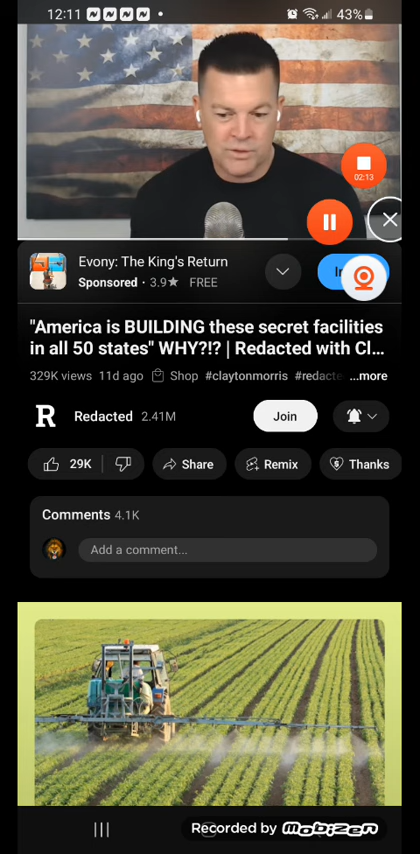 12:11
43%
02:13
Evony: The King's Return
Sponsored · 3.9★ FREE
"America is BUILDING these secret facilities
in all 50 states" WHY?!? | Redacted with Cl...
329K views 11d ago Shop #claytonmorris #redacte ...more
R Redacted 2.41M Join
29K Share Remix Thanks
Comments 4.1K
Add a comment...
Recorded by mobizen